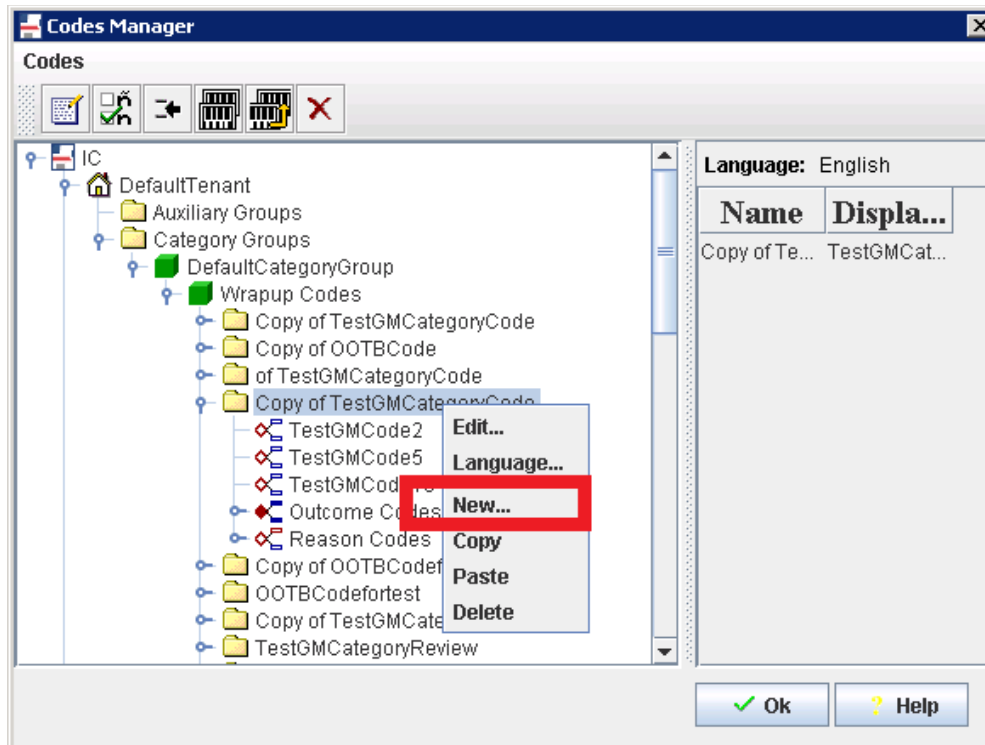 Codes Manager
Codes
IC
DefaultTenant
Auxiliary Groups
Category Groups
DefaultCategoryGroup
Wrapup Codes
Copy of TestGMCategoryCode
Copy of OOTBCode
of TestGMCategoryCode
Copy of TestGMCategoryCode
TestGMCode2
TestGMCode5
Outcome Codes
Reason Codes
Copy of OOTBCodef
OOTBCodefortest
Copy of TestGMCate
TestGMCategoryReview
Edit...
Language...
New...
Copy
Paste
Delete
Language: English
Name Displa...
Copy of Te... TestGMCat...
Ok ? Help